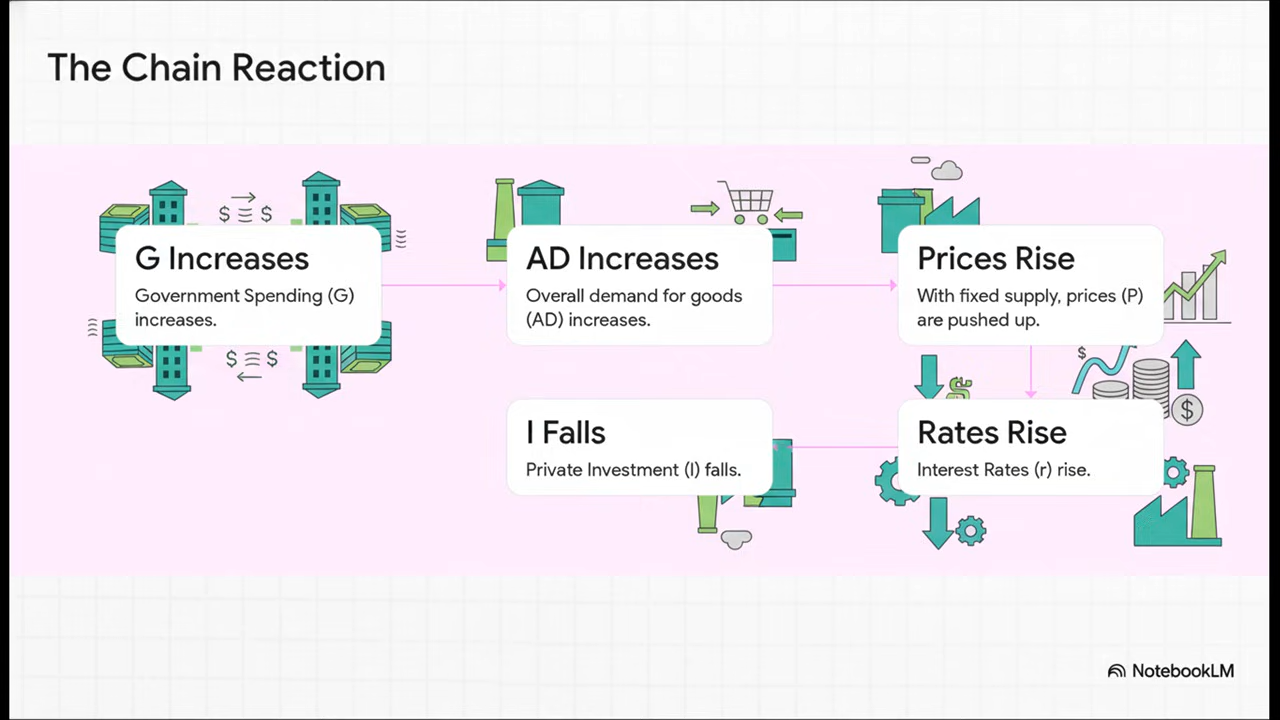 The Chain Reaction
G Increases
Government Spending (G)
increases.
AD Increases
Overall demand for goods
(AD) increases.
Prices Rise
With fixed supply, prices (P)
are pushed up.
Rates Rise
Interest Rates (r) rise.
I Falls
Private Investment (I) falls.
$ $
$ $
$
$
$
NotebookLM